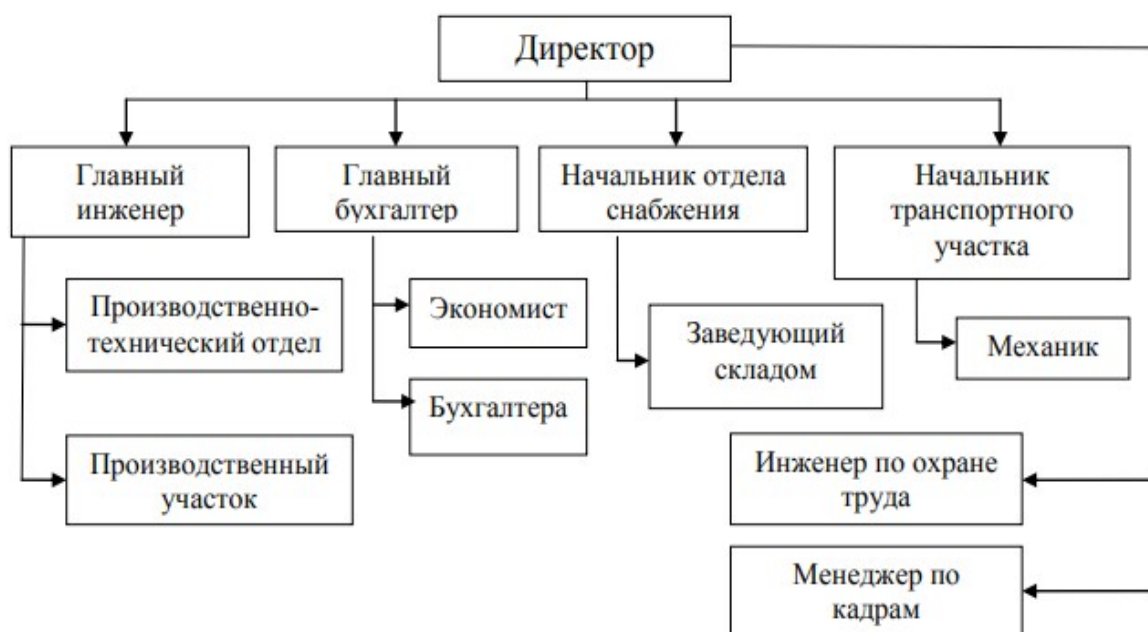 Директор
Главный
инженер
Главный
бухгалтер
Начальник отдела
снабжения
Начальник
транспортного
участка
Производственно-
технический отдел
Экономист
Заведующий
складом
Механик
Бухгалтера
Производственный
участок
Инженер по охране
труда
Менеджер по
кадрам